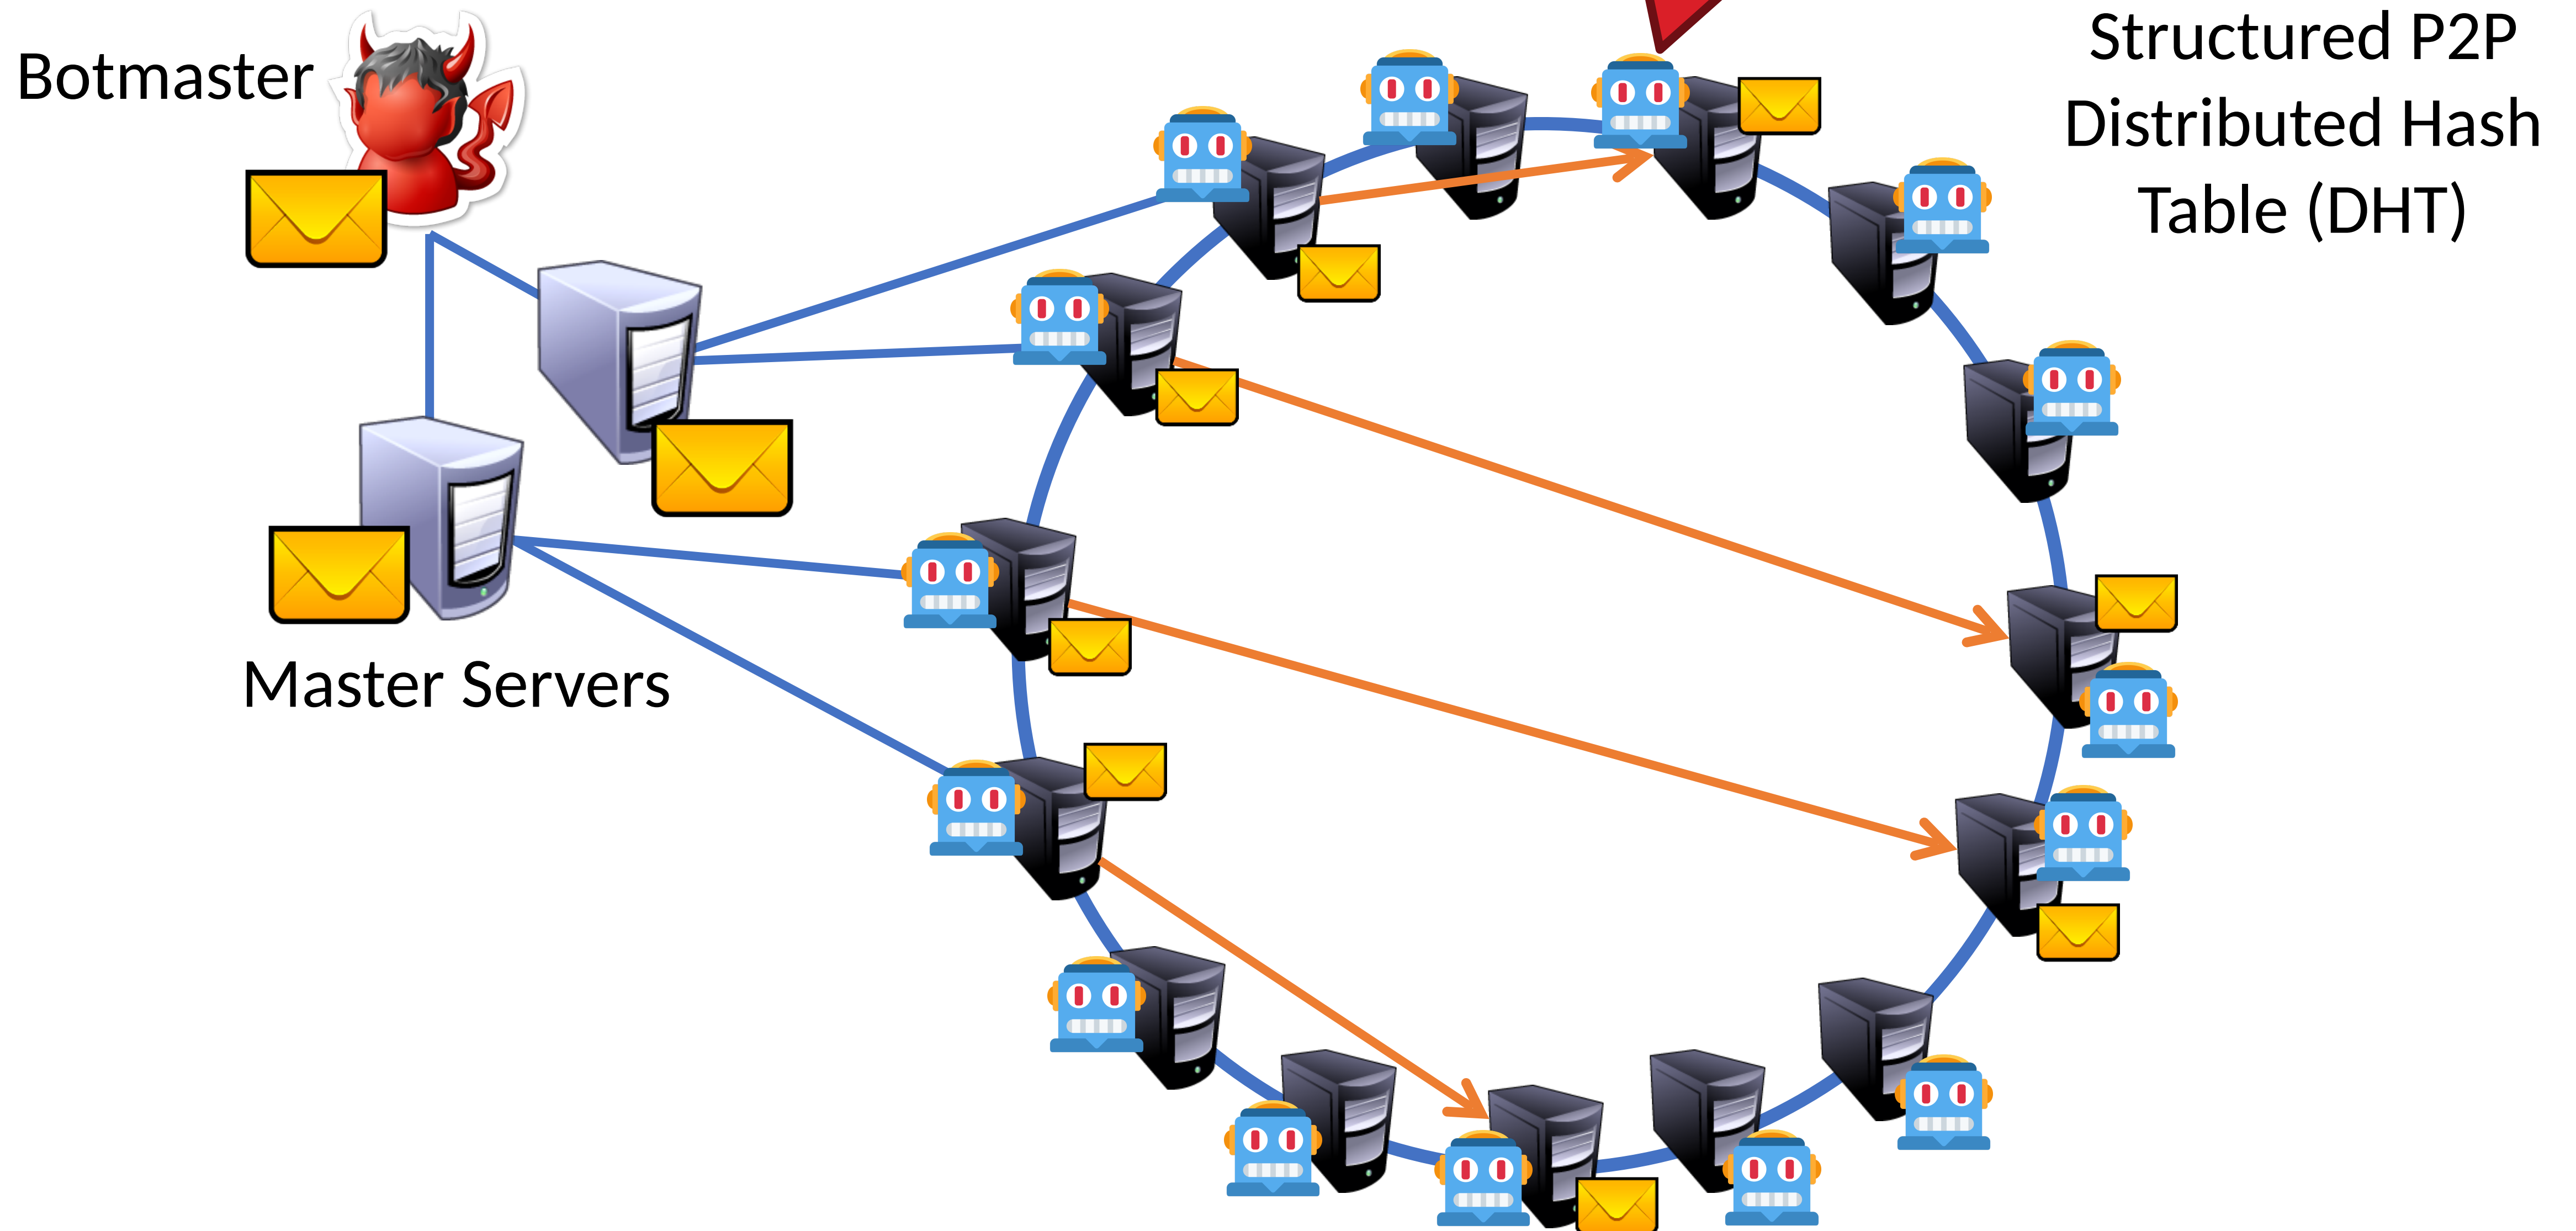 Botmaster
Structured P2P
Distributed Hash
Table (DHT)
Master Servers